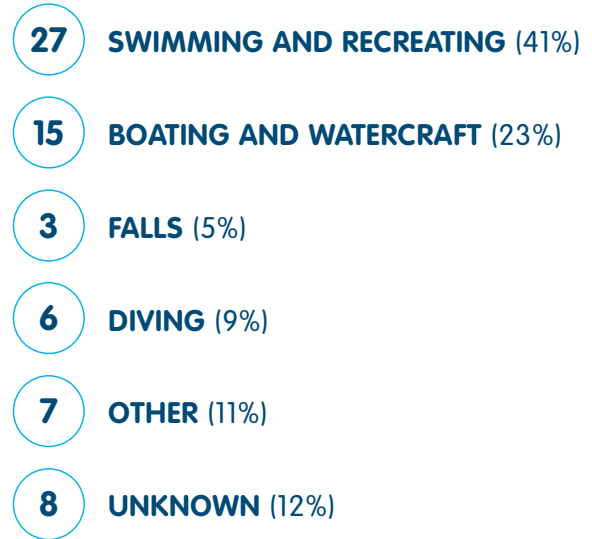 27 SWIMMING AND RECREATING (41%)
15 BOATING AND WATERCRAFT (23%)
3 FALLS (5%)
6 DIVING (9%)
7 OTHER (11%)
8 UNKNOWN (12%)